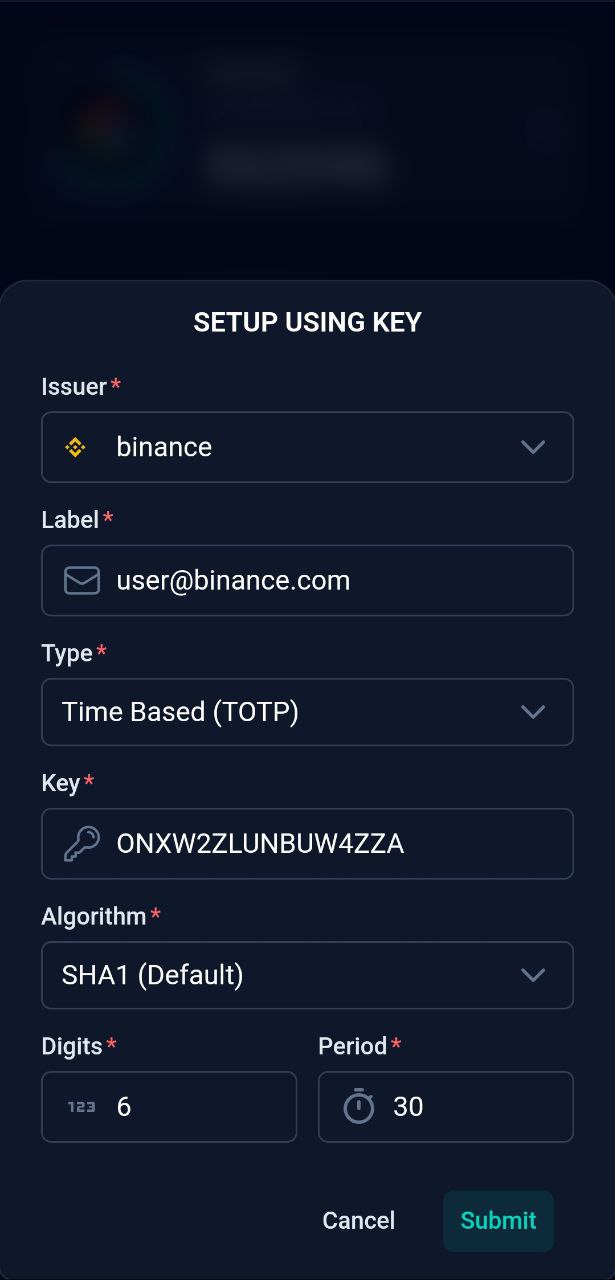 SETUP USING KEY
Issuer *
binance
Label *
user@binance.com
Type *
Time Based (TOTP)
Key *
ONXW2ZLUNBUW4ZZA
Algorithm *
SHA1 (Default)
Digits * Period *
123 6 30
Cancel Submit